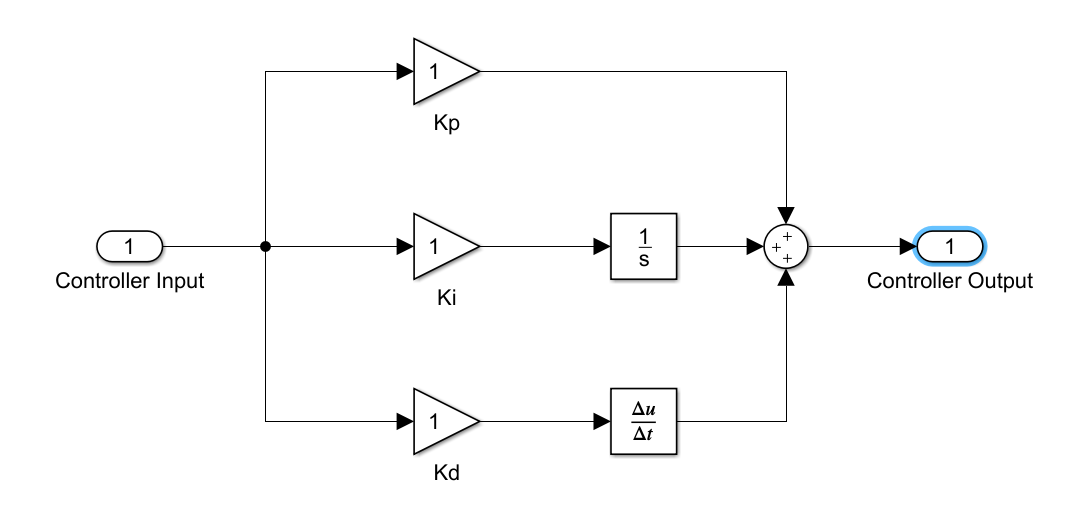 1
Kp
+
1
Controller Input
1
Ki
1
s
+
+
1
Controller Output
1
Kd
Δu
Δt